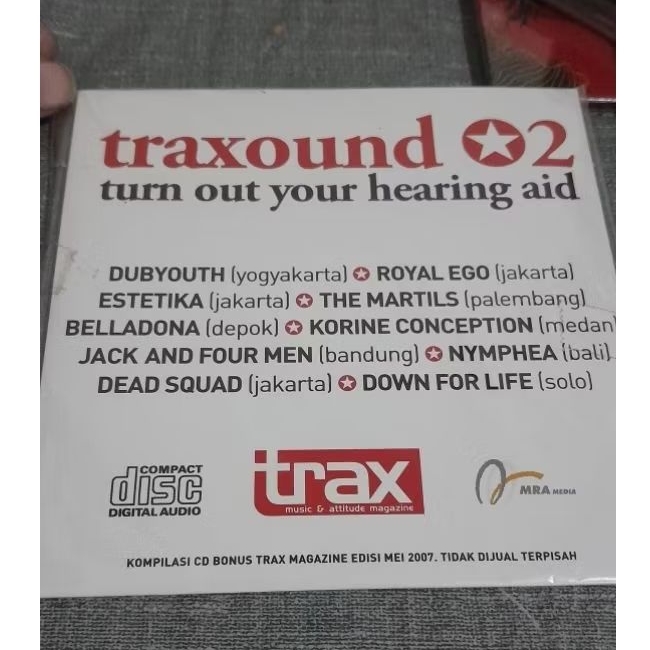 traxound ✪2
turn out your hearing aid
DUBYOUTH (yogyakarta) ✪ ROYAL EGO (jakarta)
ESTETIKA (jakarta) ✪ THE MARTILS (palembang)
BELLADONA (depok) ✪ KORINE CONCEPTION (medan)
JACK AND FOUR MEN (bandung) ✪ NYMPHEA (bali)
DEAD SQUAD (jakarta) ✪ DOWN FOR LIFE (solo)
COMPACT
disc
DIGITAL AUDIO
trax
music & attitude magazine
MRA MEDIA
KOMPILASI CD BONUS TRAX MAGAZINE EDISI MEI 2007. TIDAK DIJUAL TERPISAH